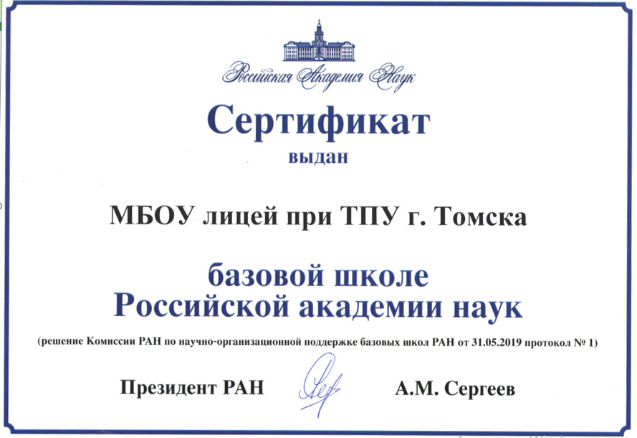 Российская Академия Наук
Сертификат
выдан
МБОУ лицей при ТПУ г. Томска
базовой школе
Российской академии наук
(решение Комиссии РАН по научно-организационной поддержке базовых школ РАН от 31.05.2019 протокол № 1)
Президент РАН А.М. Сергеев